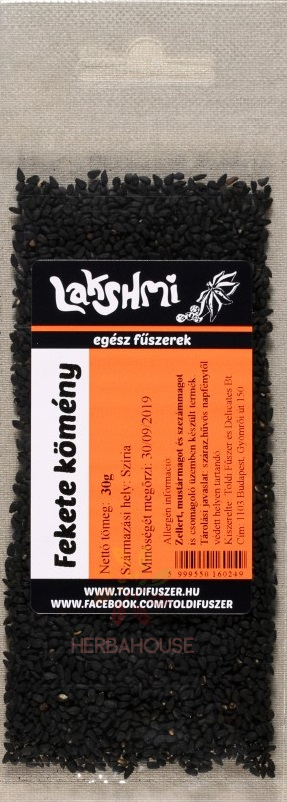 Lakshmi
egész fűszerek
Fekete kömény
Nettó tömeg: 30g
Származási hely: Szíria
Minőségét megőrzi: 30.09.2019
Allergén információ
Zellert, mustármagot és szezámmagot
is csomagoló üzemben készült termék
Tárolási javaslat: száraz,hűvös napfénytől
védett helyen tartandó
Kiszerelte: Toldi Fűszer és Delicates Bt
Cím: 1103 Budapest, Gyömrői út 150
5 999550 160249
WWW.TOLDIFUSZER.HU
WWW.FACEBOOK.COM/TOLDIFUSZER
HERBAHOUSE